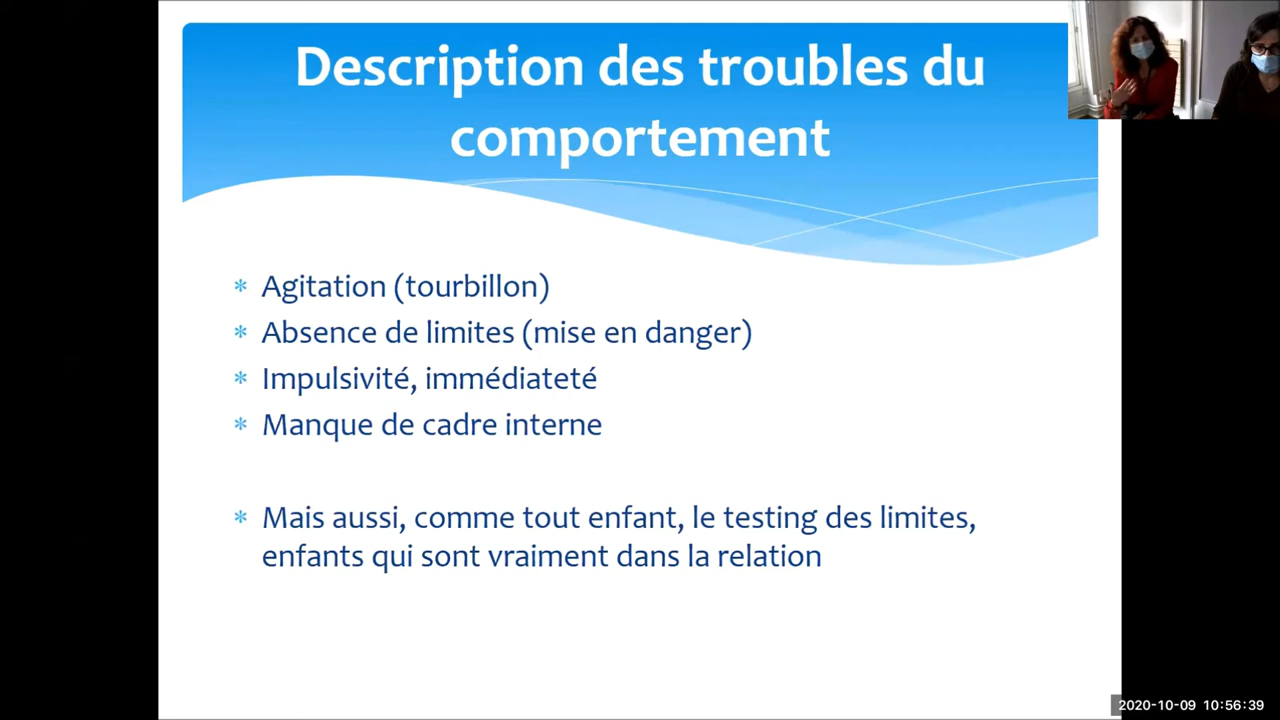 Description des troubles du
comportement
* Agitation (tourbillon)
* Absence de limites (mise en danger)
* Impulsivité, immédiateté
* Manque de cadre interne
* Mais aussi, comme tout enfant, le testing des limites,
enfants qui sont vraiment dans la relation
2020-10-09 10:56:39